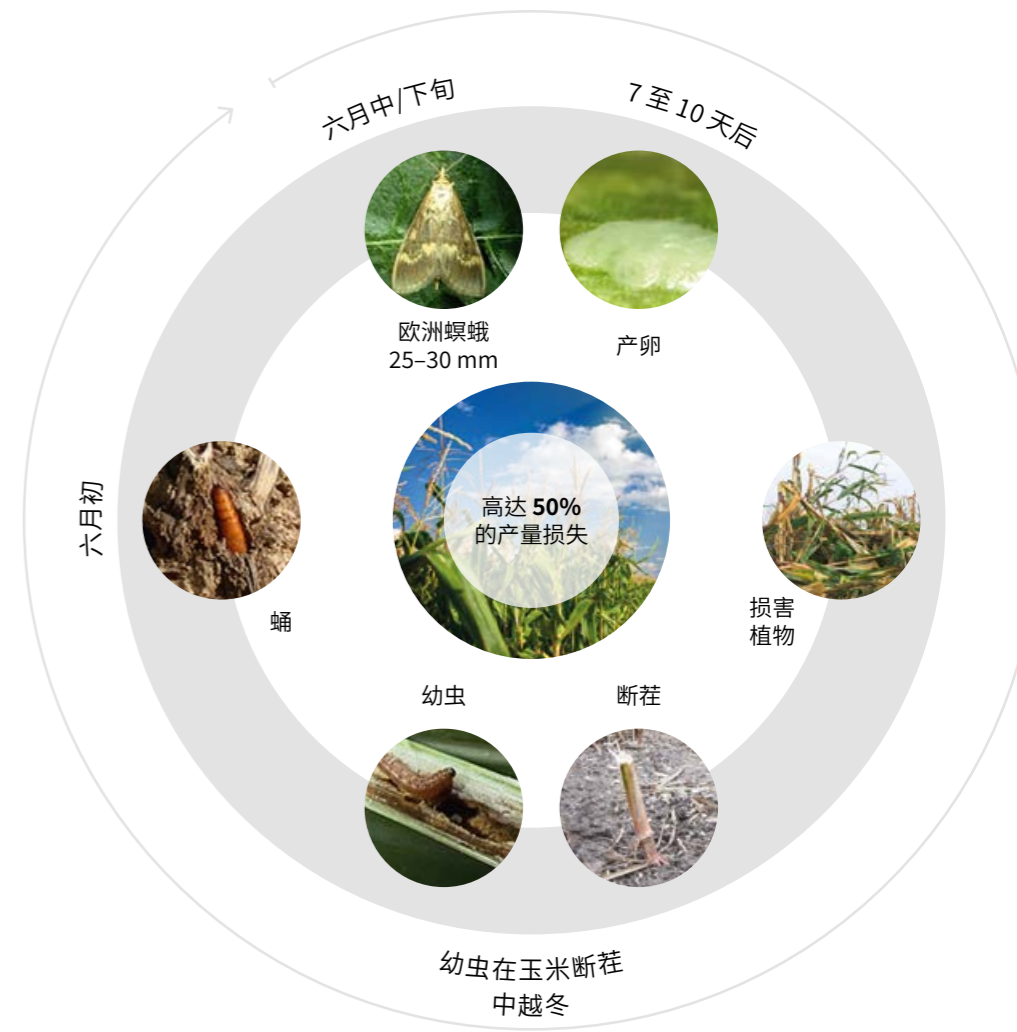 六月中/下旬
7 至 10 天后
欧洲螟蛾
25–30 mm
产卵
六月初
高达 50%
的产量损失
蛹
损害
植物
幼虫
断茬
幼虫在玉米断茬
中越冬